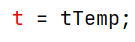 t = tTemp;